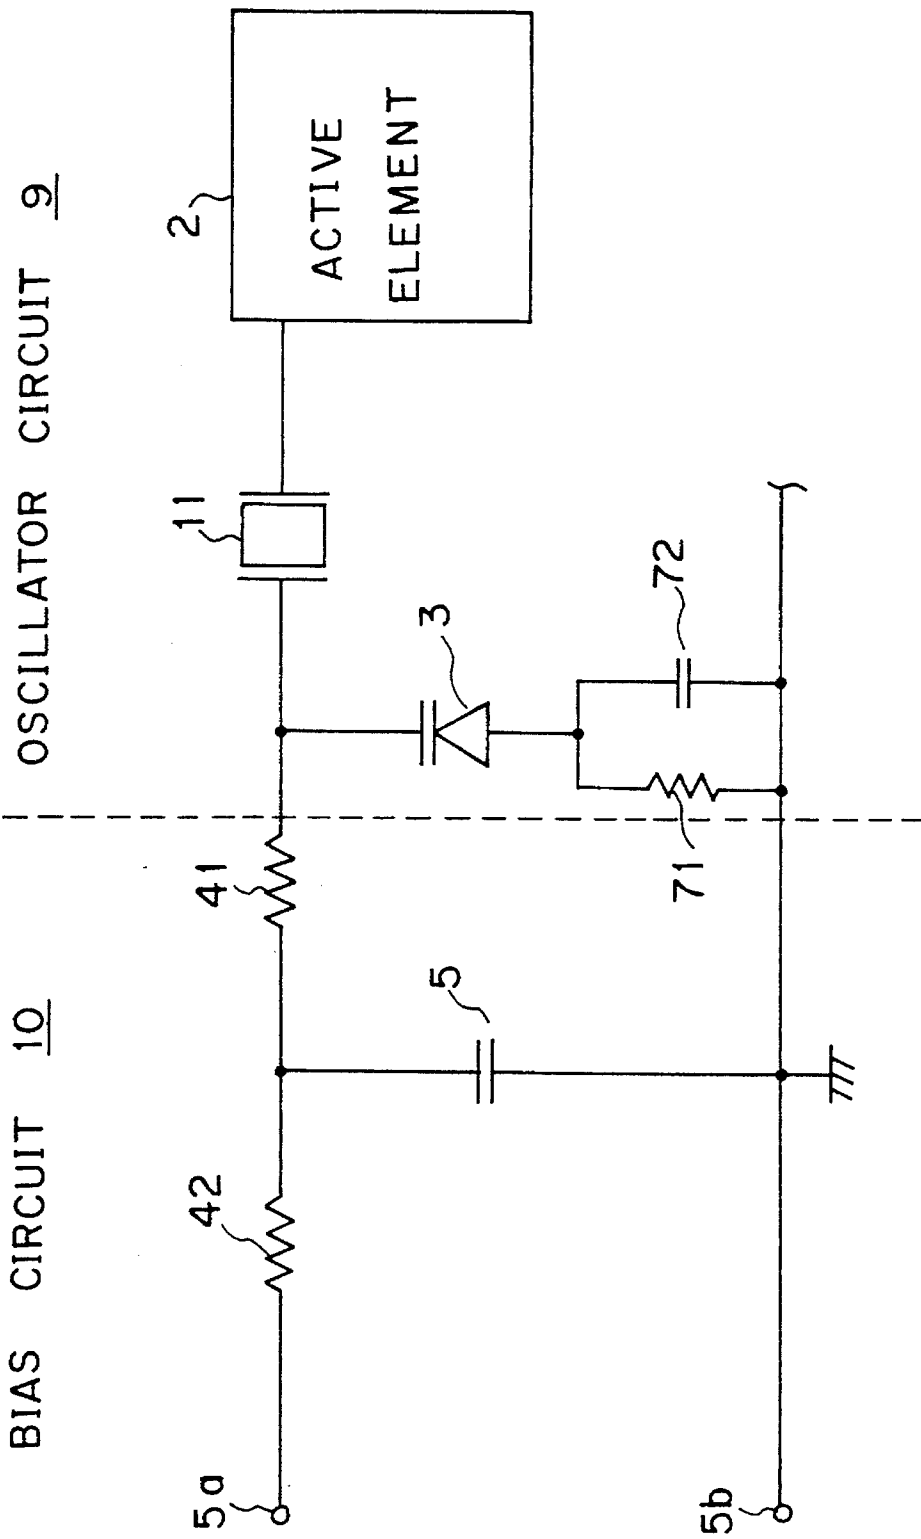 BIAS CIRCUIT 10
OSCILLATOR CIRCUIT 9
5a
42
41
11
2
ACTIVE
ELEMENT
5
3
71
72
5b